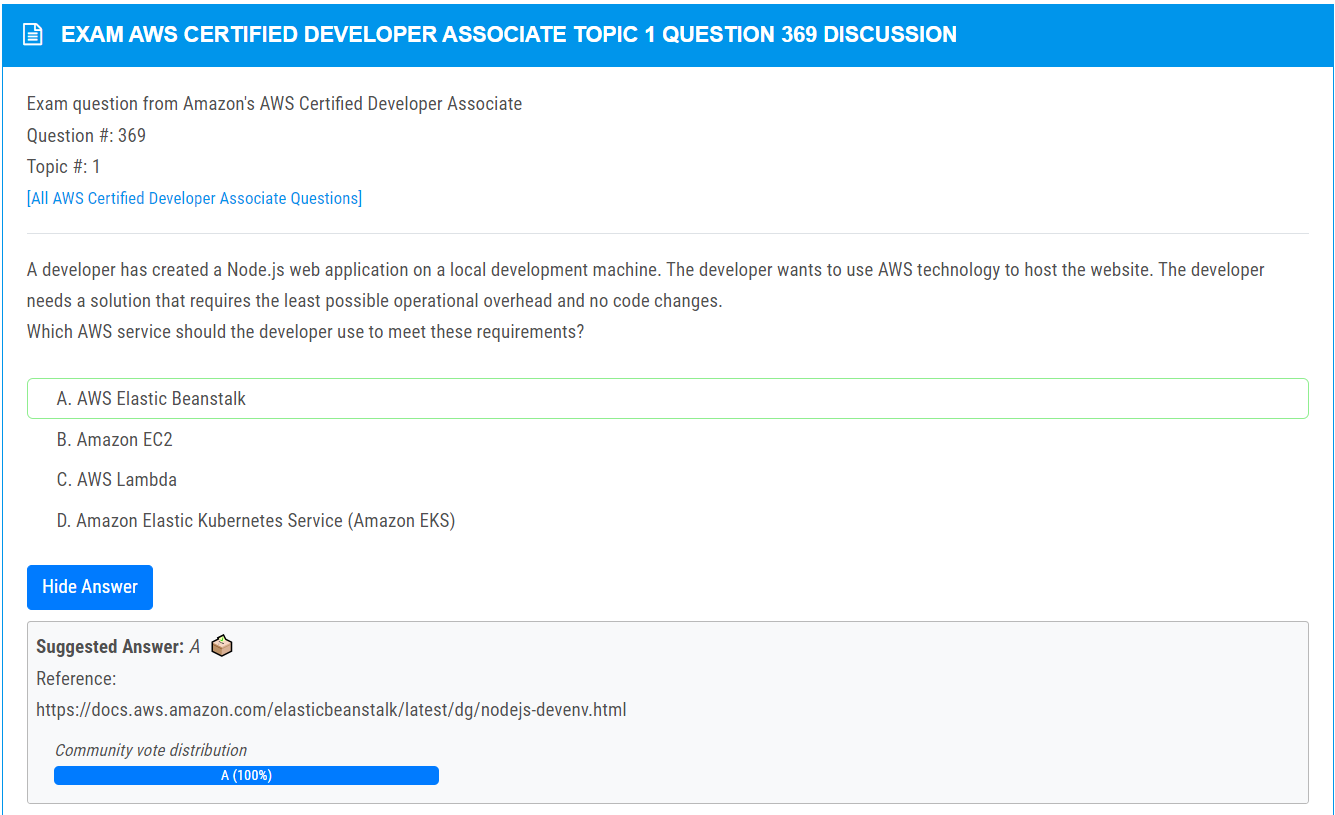 EXAM AWS CERTIFIED DEVELOPER ASSOCIATE TOPIC 1 QUESTION 369 DISCUSSION
Exam question from Amazon's AWS Certified Developer Associate
Question #: 369
Topic #: 1
[All AWS Certified Developer Associate Questions]
A developer has created a Node.js web application on a local development machine. The developer wants to use AWS technology to host the website. The developer
needs a solution that requires the least possible operational overhead and no code changes.
Which AWS service should the developer use to meet these requirements?
A. AWS Elastic Beanstalk
B. Amazon EC2
C. AWS Lambda
D. Amazon Elastic Kubernetes Service (Amazon EKS)
Hide Answer
Suggested Answer: A
Reference:
https://docs.aws.amazon.com/elasticbeanstalk/latest/dg/nodejs-devenv.html
Community vote distribution
A (100%)